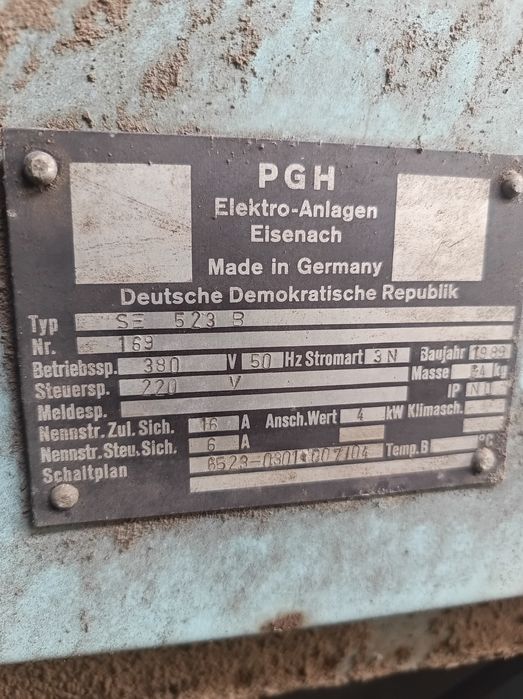 PGH
Elektro-Anlagen
Eisenach
Made in Germany
Deutsche Demokratische Republik
Typ SE 523 B
Nr. 169
Betriebssp. 380 V 50 Hz Stromart 3 N Baujahr 1989
Steuersp. 220 V Masse 34 kg
Meldesp. IP
Nennstr. Zul. Sich. 16 A Ansch.Wert 4 kW Klimasch.
Nennstr. Steu. Sich. 6 A
Schaltplan Temp.B °C